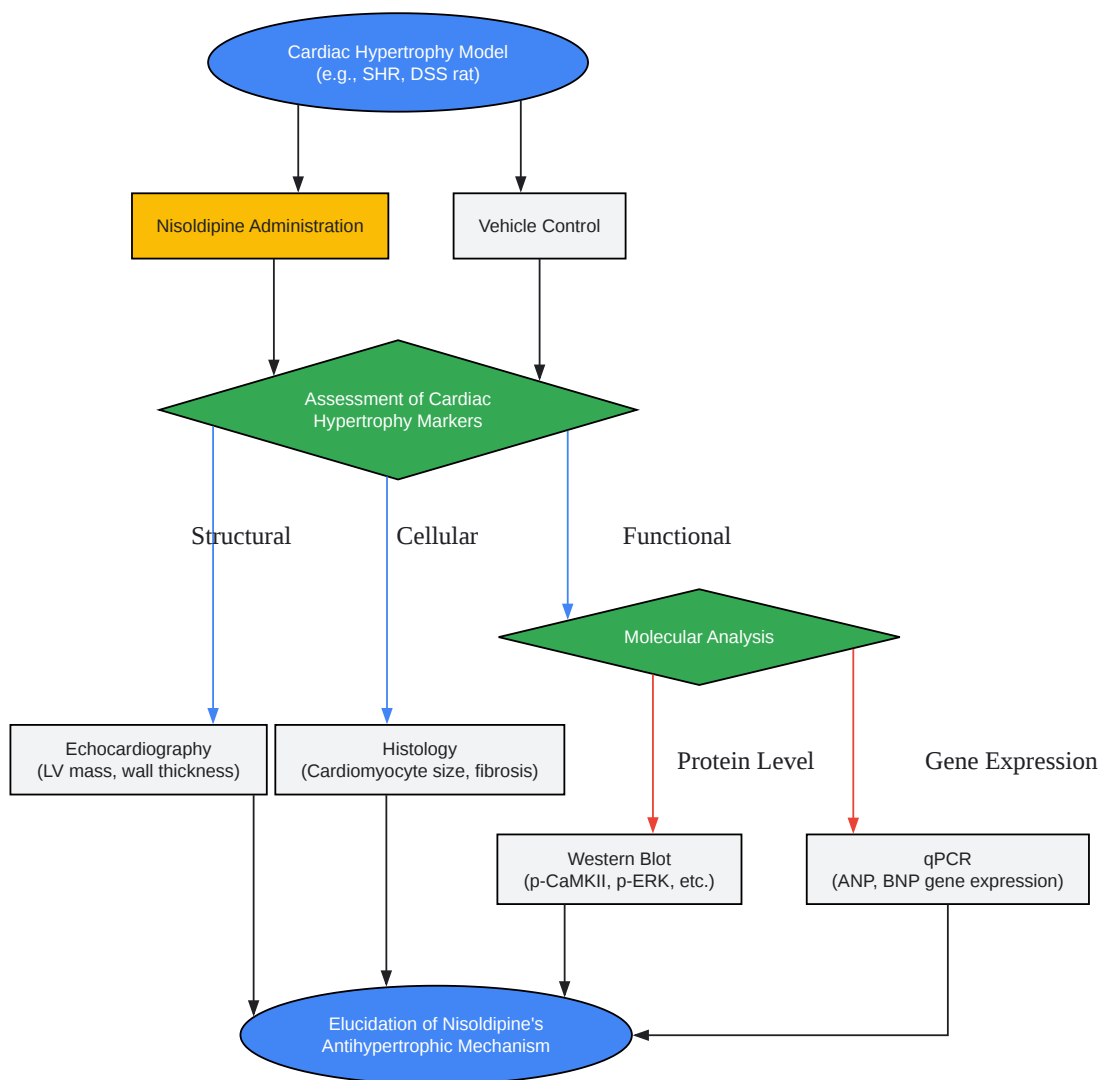 Cardiac Hypertrophy Model
(e.g., SHR, DSS rat)
Nisoldipine Administration
Vehicle Control
Assessment of Cardiac
Hypertrophy Markers
Structural
Cellular
Functional
Molecular Analysis
Echocardiography
(LV mass, wall thickness)
Histology
(Cardiomyocyte size, fibrosis)
Protein Level
Gene Expression
Western Blot
(p-CaMKII, p-ERK, etc.)
qPCR
(ANP, BNP gene expression)
Elucidation of Nisoldipine's
Antihypertrophic Mechanism